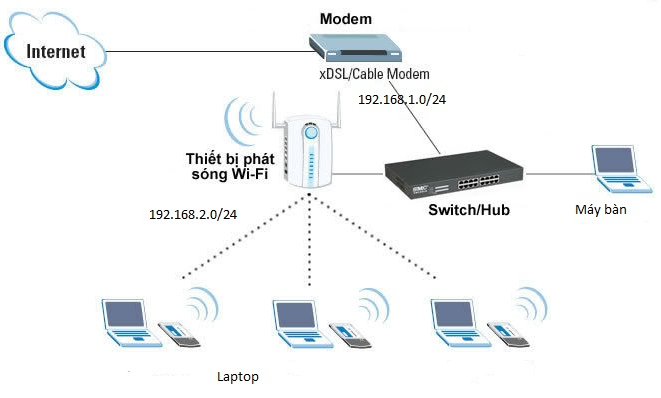 Modem
Internet
xDSL/Cable Modem
192.168.1.0/24
Thiết bị phát
sóng Wi-Fi
SMC
Switch/Hub
Máy bàn
192.168.2.0/24
Laptop